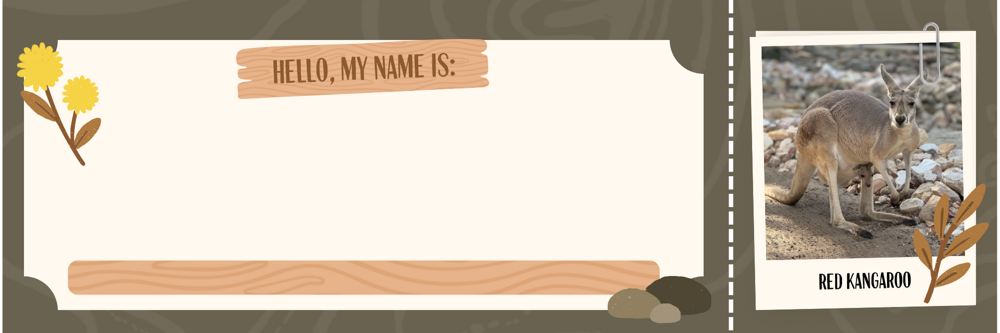 HELLO, MY NAME IS:
RED KANGAROO